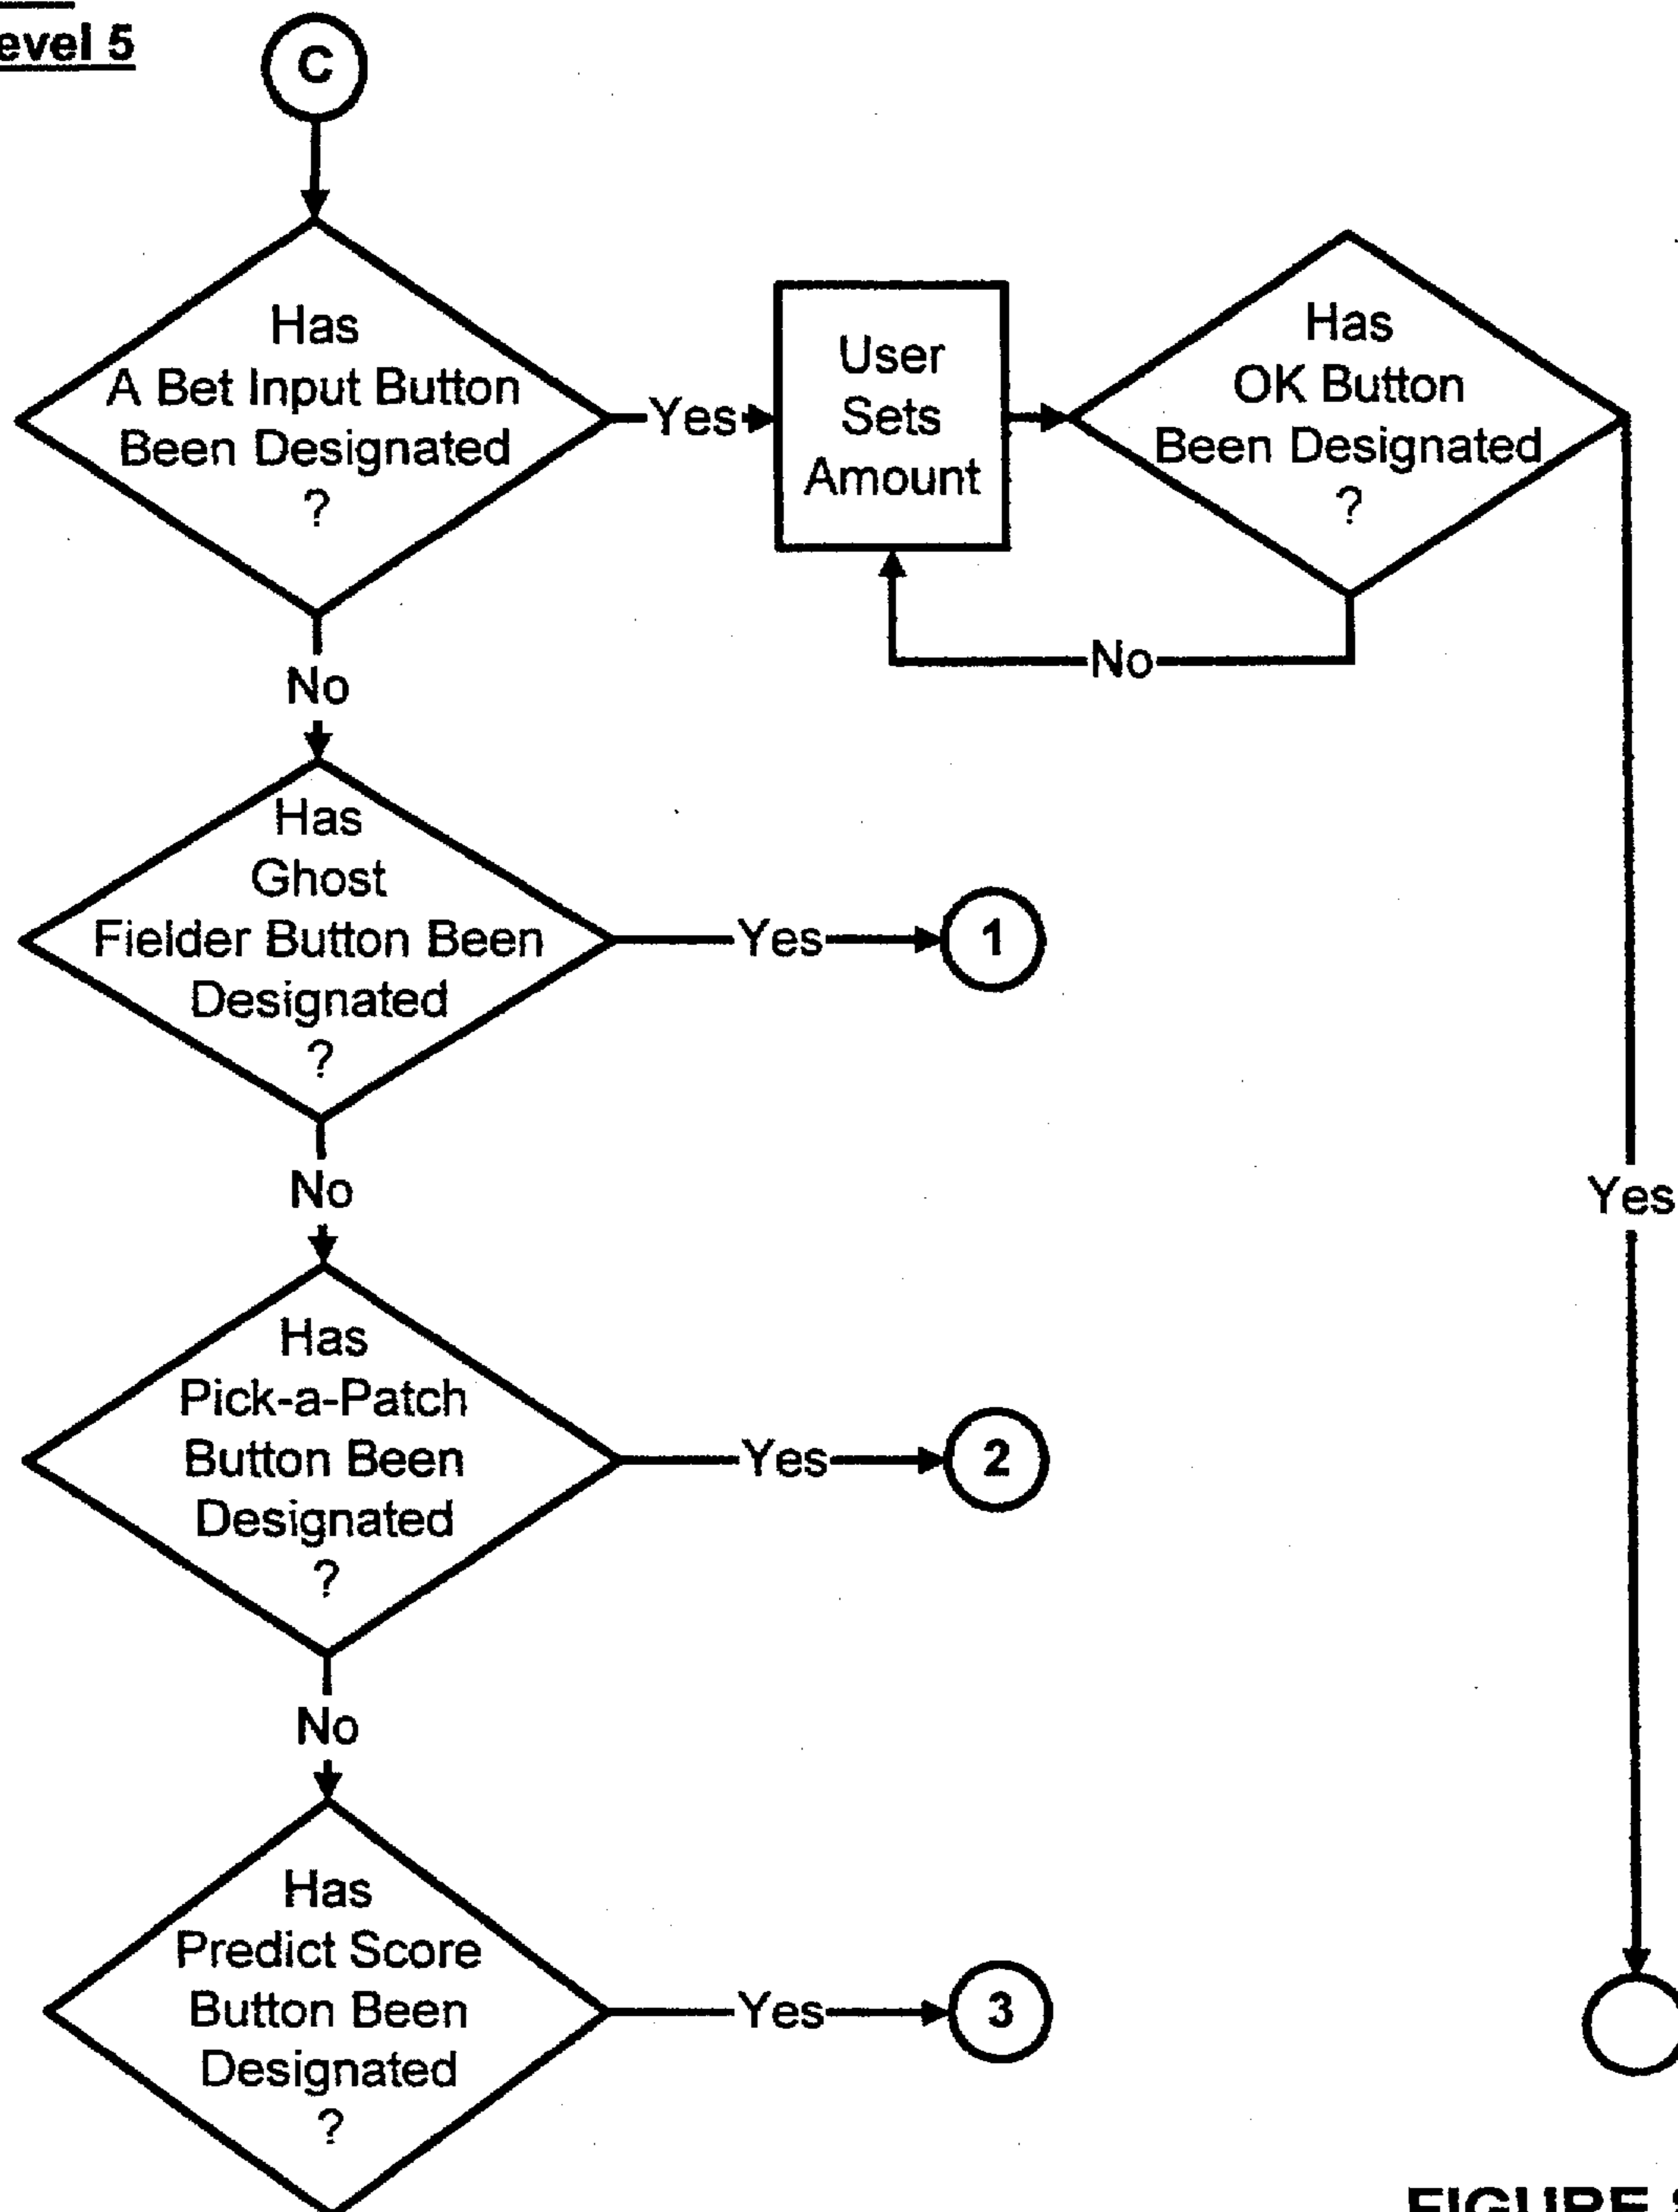 evel 5
C
Has
A Bet Input Button
Been Designated
?
Yes
User
Sets
Amount
Has
OK Button
Been Designated
?
No
No
Has
Ghost
Fielder Button Been
Designated
?
Yes
1
No
Yes
Has
Pick-a-Patch
Button Been
Designated
?
Yes
2
No
Has
Predict Score
Button Been
Designated
?
Yes
3
FIGURE